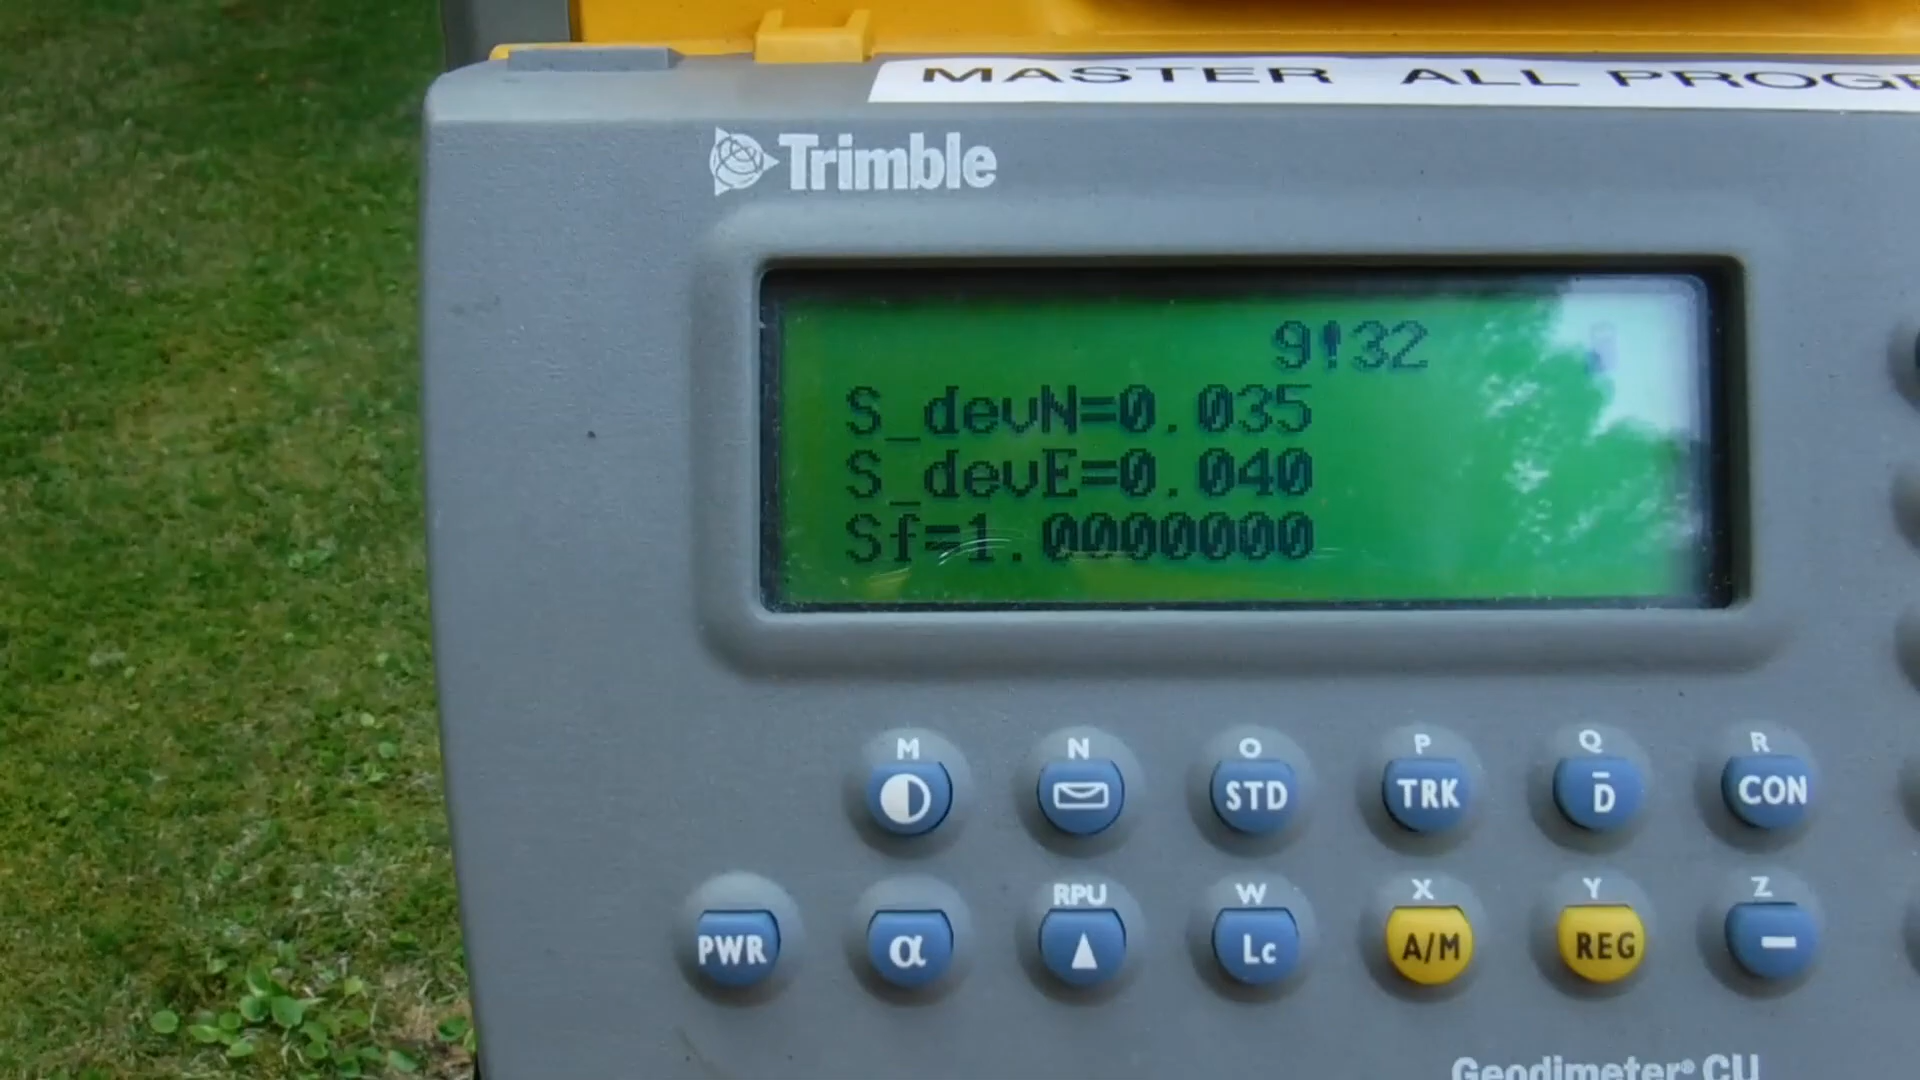 MASTER ALL PROG
Trimble
9:32
S_devN=0.035
S_devE=0.040
Sf=1.0000000
M N O P Q R
STD TRK D̄ CON
RPU W X Y Z
PWR α Lc A/M REG
Geodimeter® CU